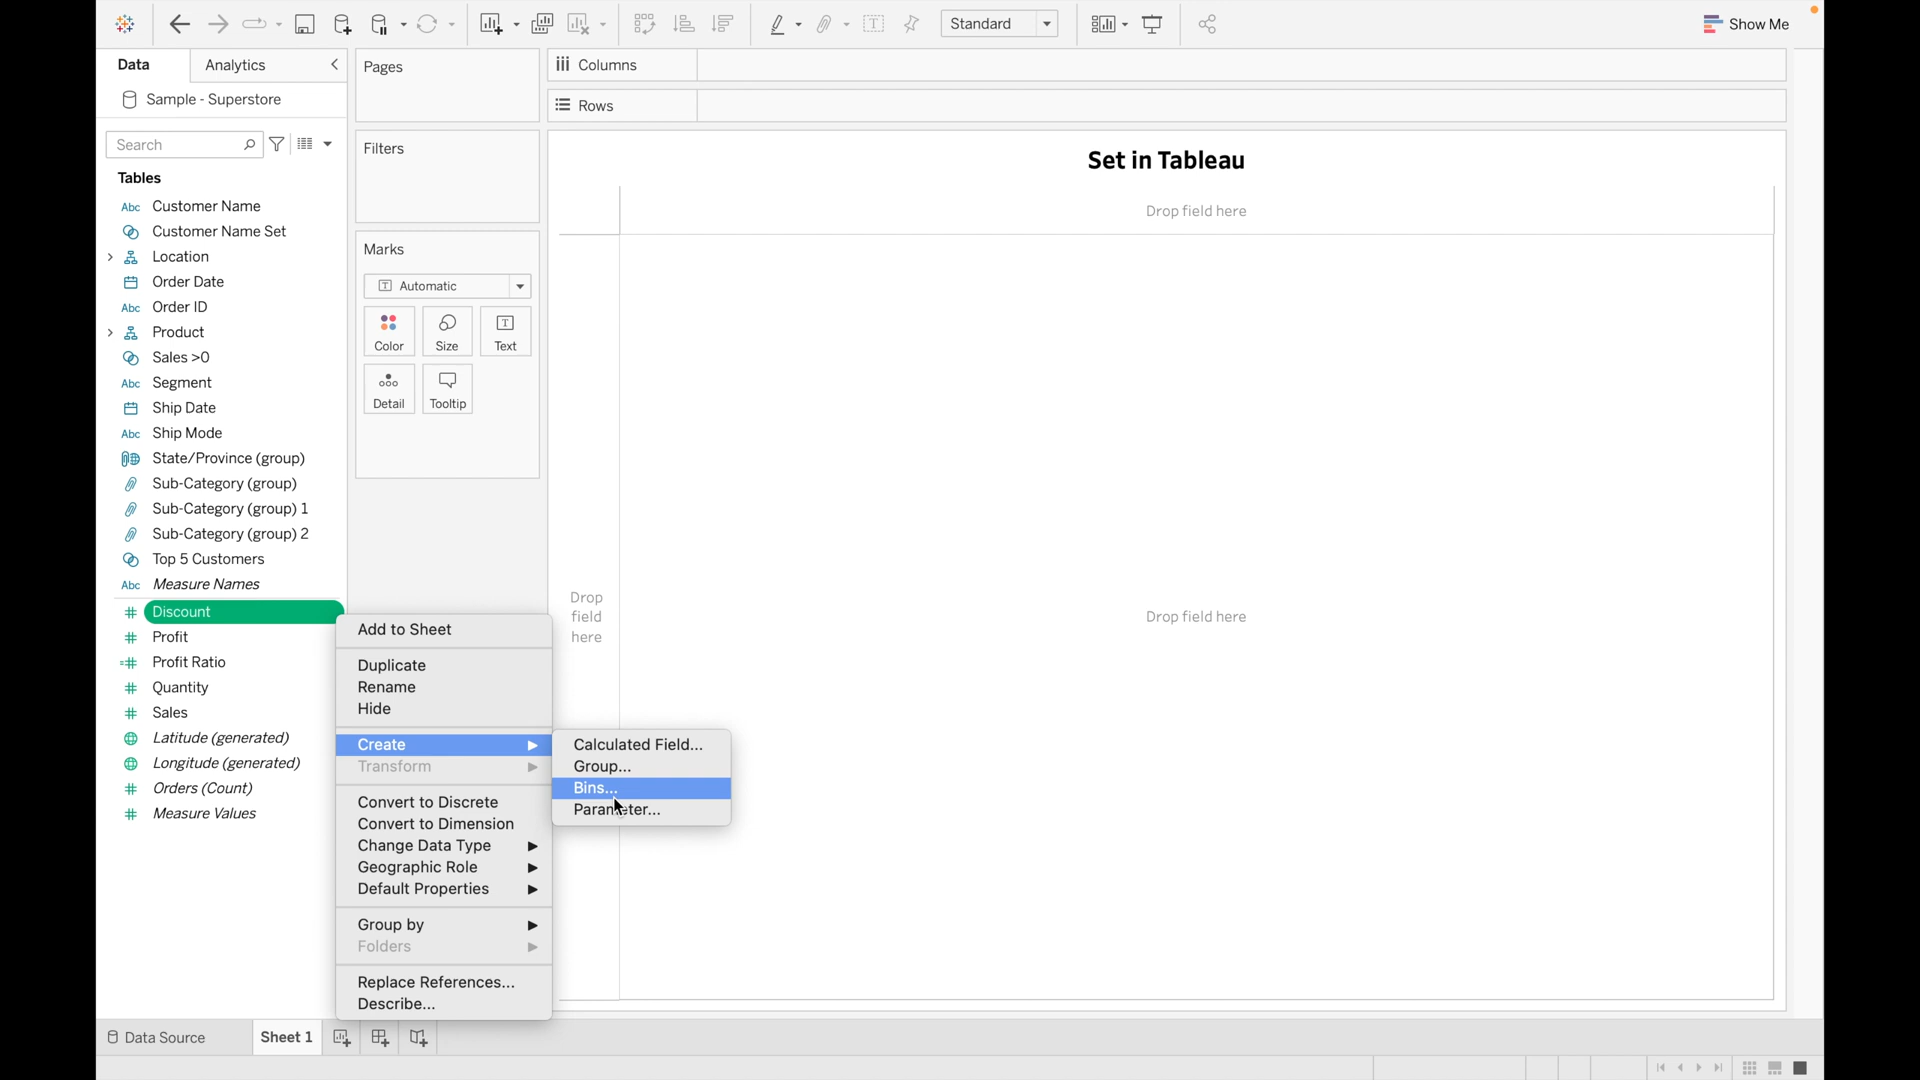 Standard
Show Me
Data
Analytics
Sample - Superstore
Search
Tables
Abc Customer Name
Customer Name Set
Location
Order Date
Abc Order ID
Product
Sales >0
Abc Segment
Ship Date
Abc Ship Mode
State/Province (group)
Sub-Category (group)
Sub-Category (group) 1
Sub-Category (group) 2
Top 5 Customers
Abc Measure Names
Discount
Profit
Profit Ratio
Quantity
Sales
Latitude (generated)
Longitude (generated)
Orders (Count)
Measure Values
Pages
Filters
Marks
Automatic
Color
Size
Text
Detail
Tooltip
Columns
Rows
Set in Tableau
Drop field here
Drop
field
here
Drop field here
Add to Sheet
Duplicate
Rename
Hide
Create
Transform
Convert to Discrete
Convert to Dimension
Change Data Type
Geographic Role
Default Properties
Group by
Folders
Replace References...
Describe...
Calculated Field...
Group...
Bins...
Parameter...
Data Source
Sheet 1